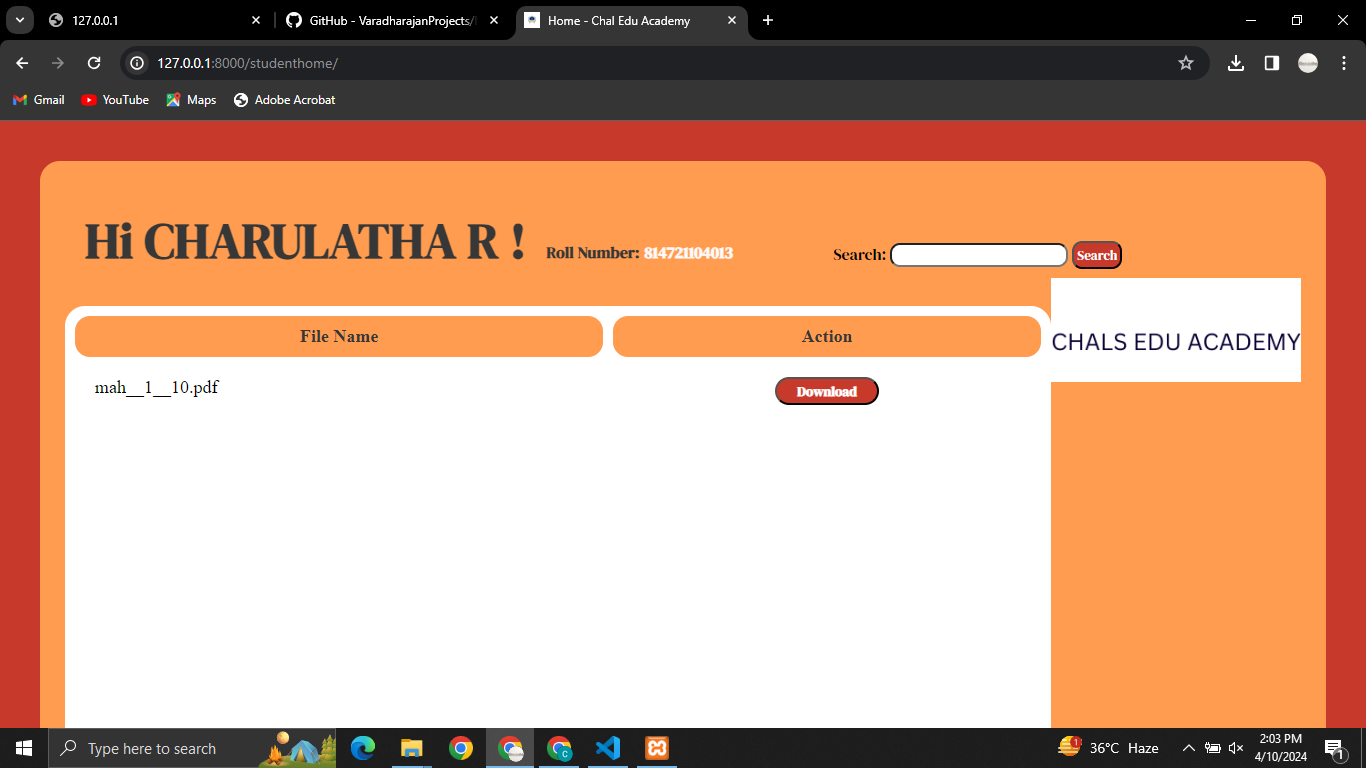 127.0.0.1
GitHub - VaradharajanProjects/
Home - Chal Edu Academy
127.0.0.1:8000/studenthome/
Gmail
YouTube
Maps
Adobe Acrobat
Hi CHARULATHA R !
Roll Number: 814721104013
Search:
Search
CHALS EDU ACADEMY
File Name
Action
mah__1__10.pdf
Download
Type here to search
1
36°C Haze
2:03 PM
4/10/2024
1